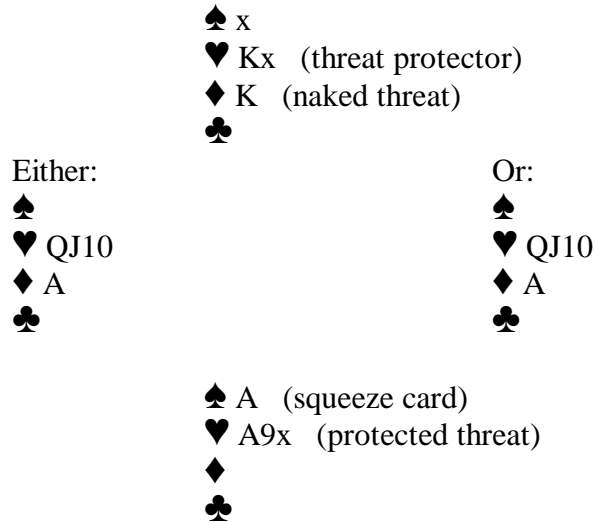 ♠ x
♥ Kx (threat protector)
♦ K (naked threat)
♣
Either: Or:
♠ ♠
♥ QJ10 ♥ QJ10
♦ A ♦ A
♣ ♣
♠ A (squeeze card)
♥ A9x (protected threat)
♦
♣